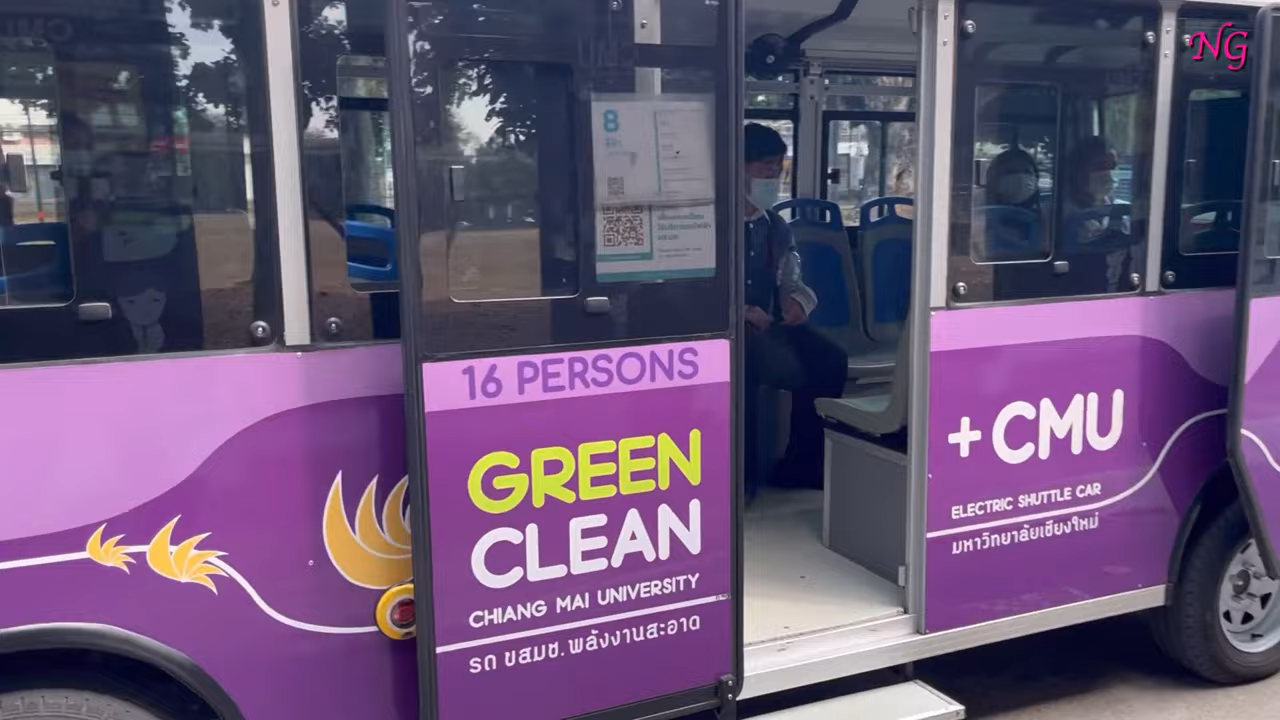 NG
8
16 PERSONS
GREEN
CLEAN
CHIANG MAI UNIVERSITY
รถ ขสมช. พลังงานสะอาด
+ CMU
ELECTRIC SHUTTLE CAR
มหาวิทยาลัยเชียงใหม่